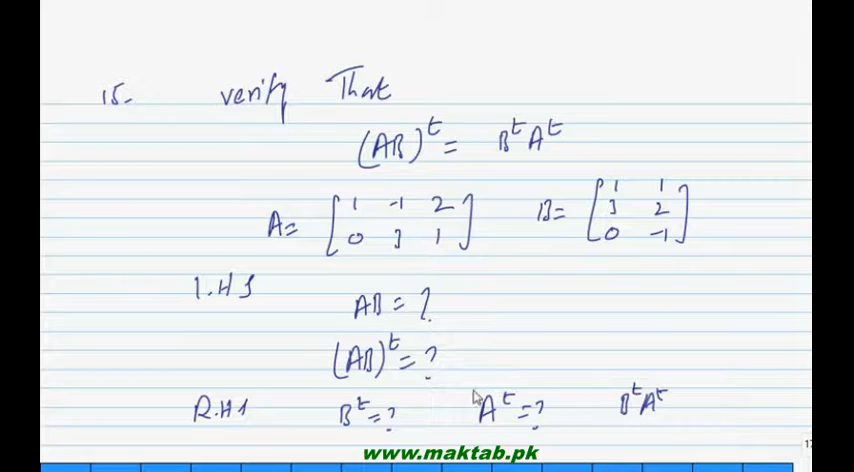 15. verify That
(AB)^t = B^t A^t
A = [1 -1 2
0 3 1] B = [1 1
3 2
0 -1]
L.H S
AB = ?
(AB)^t = ?
R.H S B^t = ? A^t = ? B^t A^t
www.maktab.pk
17